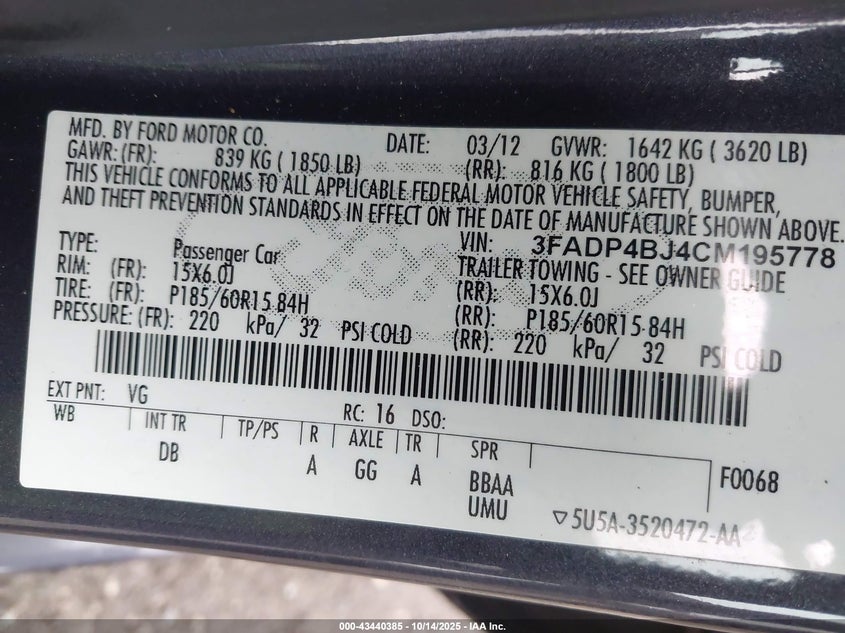 MFD. BY FORD MOTOR CO. DATE: 03/12 GVWR: 1642 KG ( 3620 LB)
GAWR: (FR): 839 KG ( 1850 LB) (RR): 816 KG ( 1800 LB)
THIS VEHICLE CONFORMS TO ALL APPLICABLE FEDERAL MOTOR VEHICLE SAFETY, BUMPER,
AND THEFT PREVENTION STANDARDS IN EFFECT ON THE DATE OF MANUFACTURE SHOWN ABOVE.
VIN: 3FADP4BJ4CM195778
TYPE: Passenger Car TRAILER TOWING - SEE OWNER GUIDE
RIM: (FR): 15X6.0J (RR): 15X6.0J
TIRE: (FR): P185/60R15 84H (RR): P185/60R15 84H
PRESSURE: (FR): 220 kPa/ 32 PSI COLD (RR): 220 kPa/ 32 PSI COLD
EXT PNT: VG RC: 16 DSO:
WB INT TR TP/PS R AXLE TR SPR
DB A GG A BBAA F0068
UMU ▽5U5A-3520472-AA
000-43440385 - 10/14/2025 - IAA Inc.